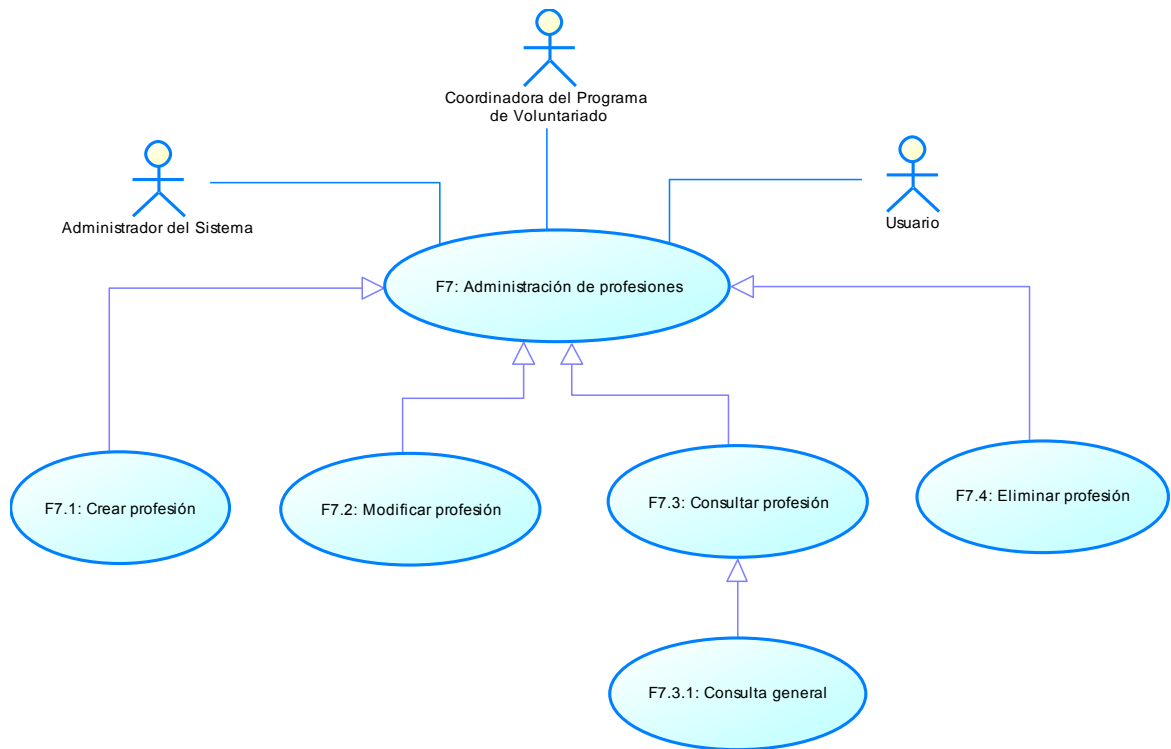 Coordinadora del Programa
de Voluntariado
Administrador del Sistema
Usuario
F7: Administración de profesiones
F7.1: Crear profesión
F7.2: Modificar profesión
F7.3: Consultar profesión
F7.4: Eliminar profesión
F7.3.1: Consulta general